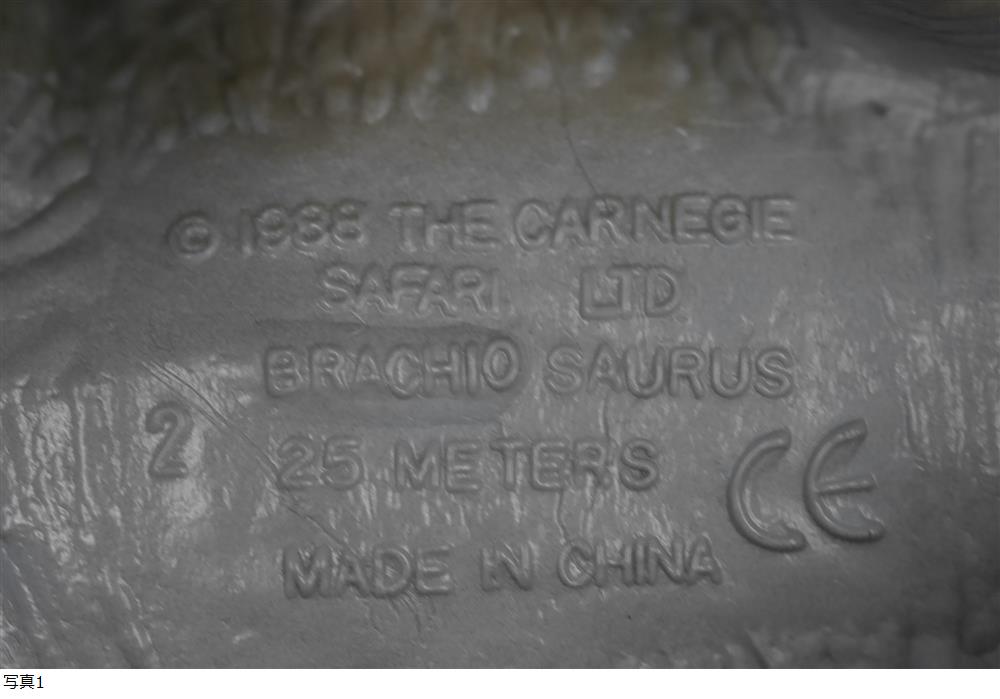 © 1988 THE CARNEGIE
SAFARI LTD
BRACHIO SAURUS
2 25 METERS CE
MADE IN CHINA
写真1